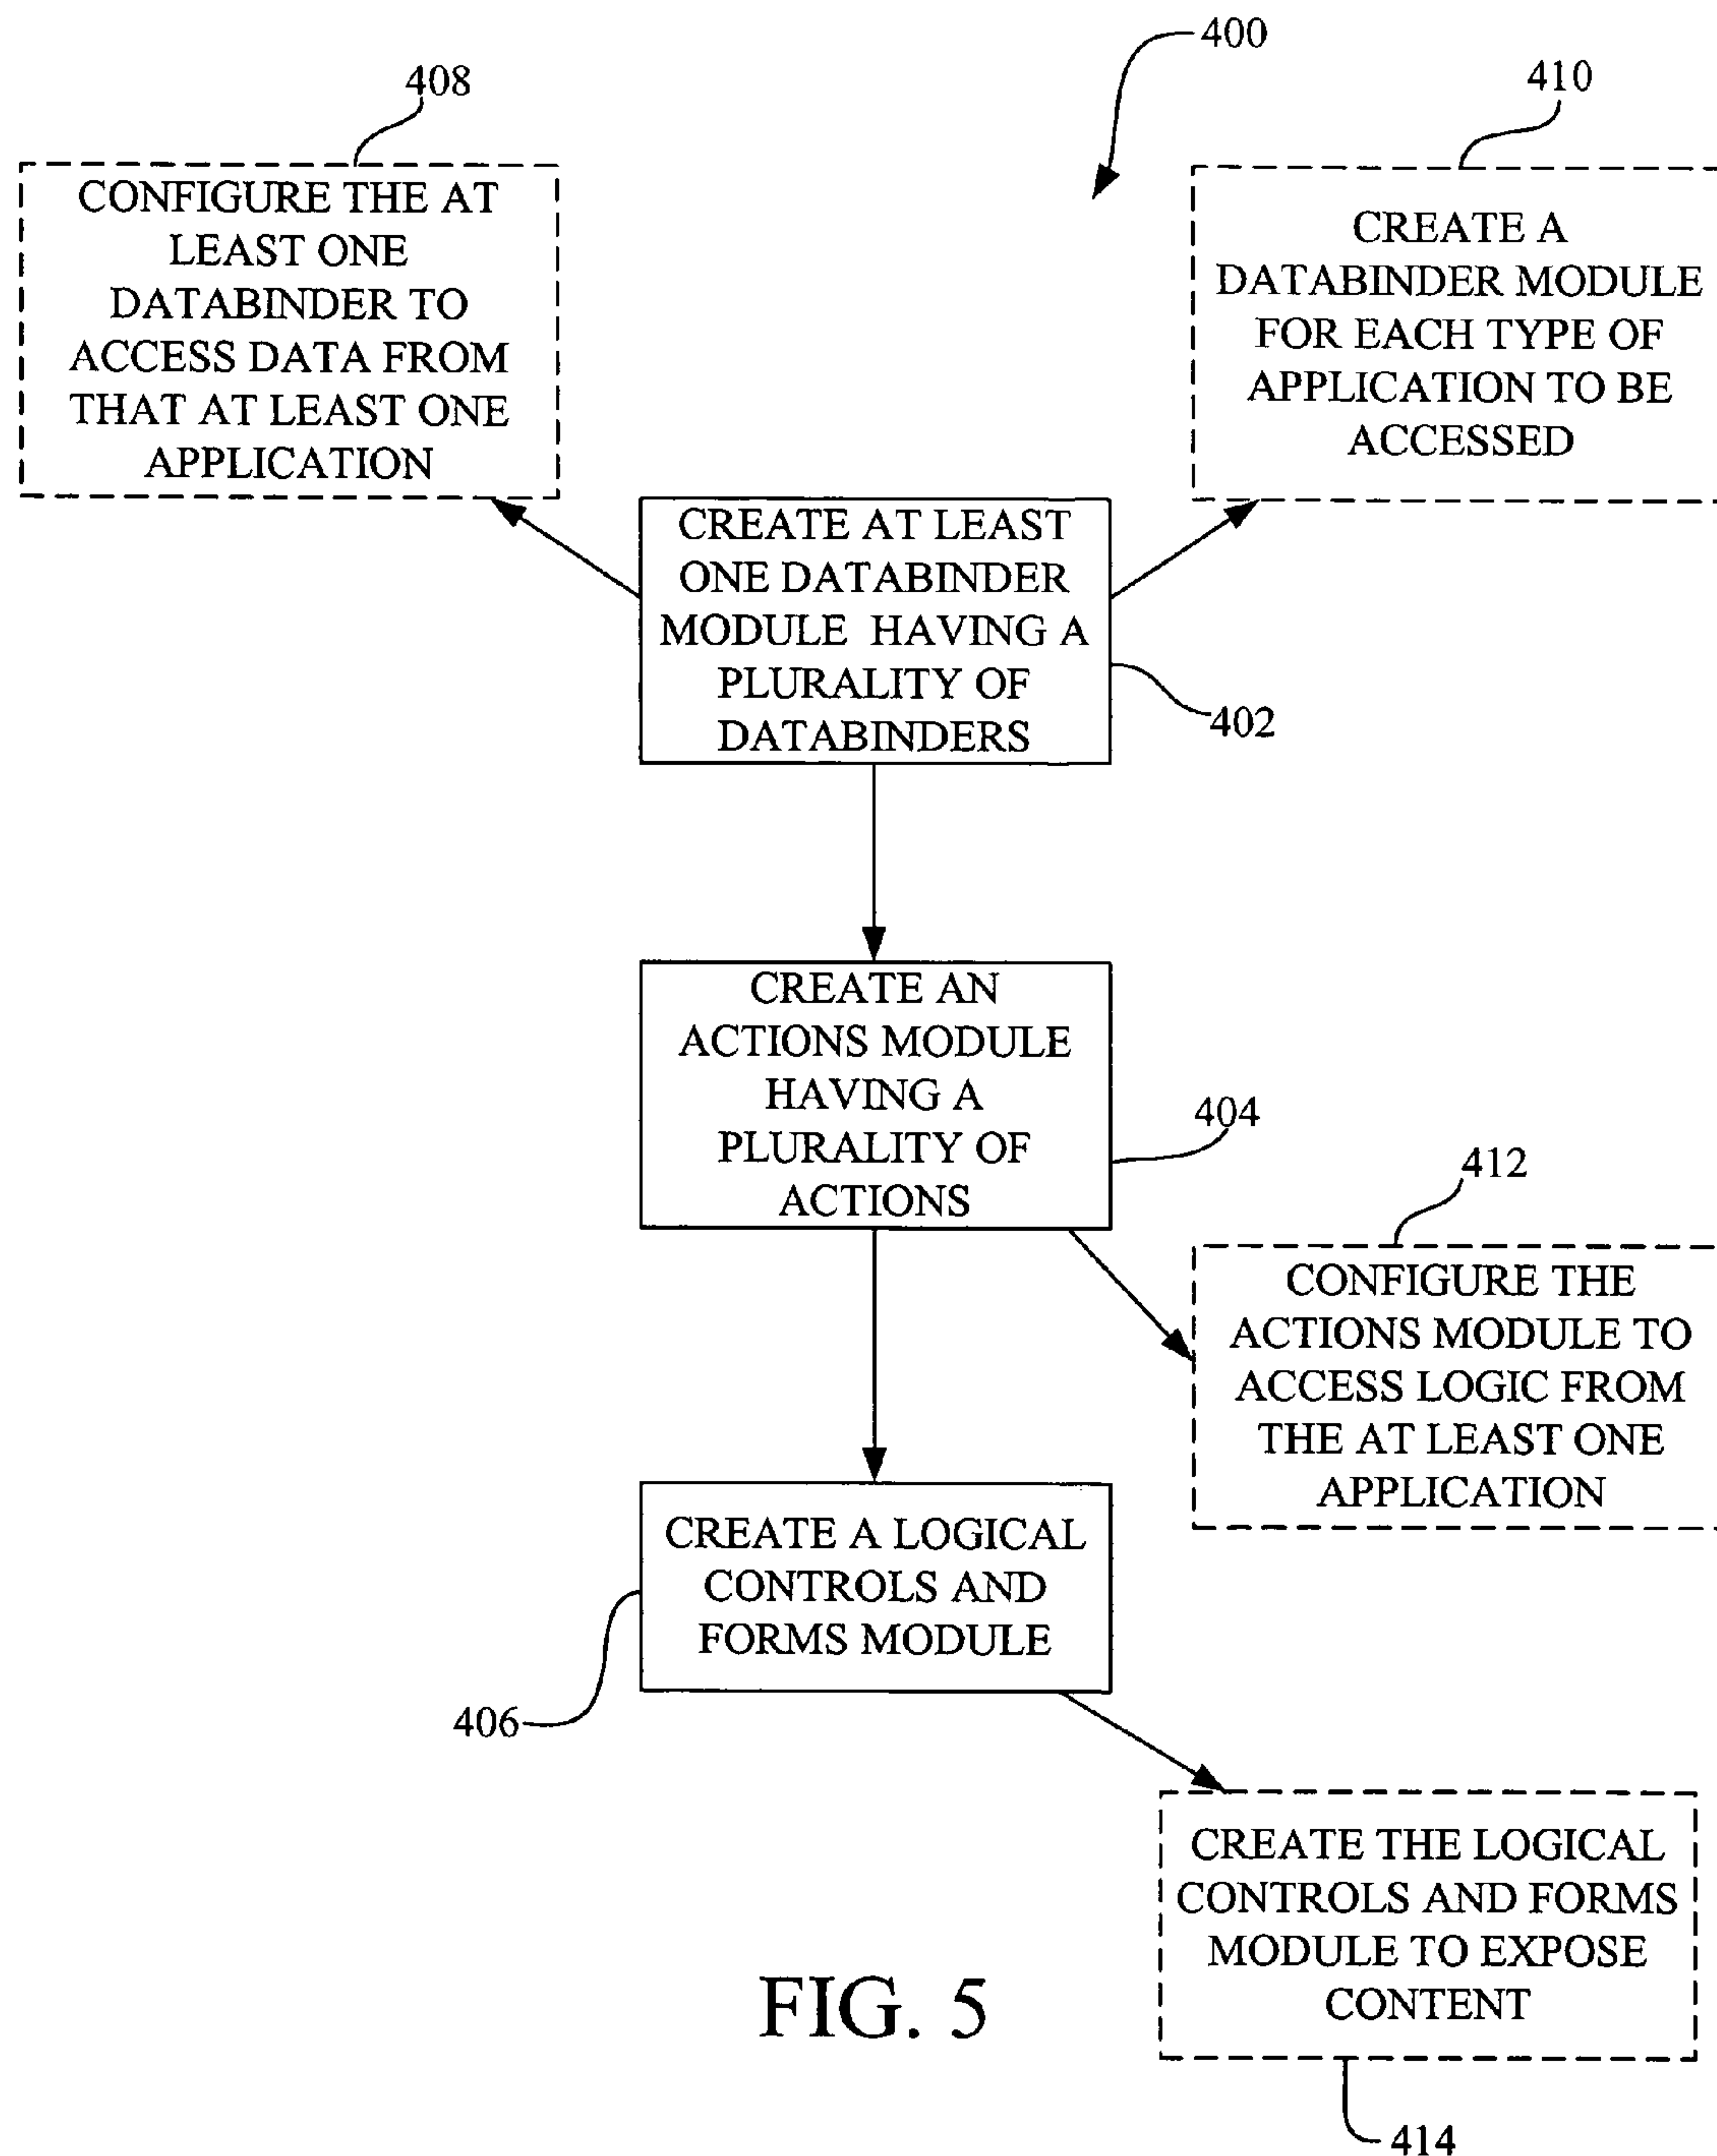 400
408
CONFIGURE THE AT
LEAST ONE
DATABINDER TO
ACCESS DATA FROM
THAT AT LEAST ONE
APPLICATION
410
CREATE A
DATABINDER MODULE
FOR EACH TYPE OF
APPLICATION TO BE
ACCESSED
CREATE AT LEAST
ONE DATABINDER
MODULE HAVING A
PLURALITY OF
DATABINDERS
402
CREATE AN
ACTIONS MODULE
HAVING A
PLURALITY OF
ACTIONS
404
412
CONFIGURE THE
ACTIONS MODULE TO
ACCESS LOGIC FROM
THE AT LEAST ONE
APPLICATION
CREATE A LOGICAL
CONTROLS AND
FORMS MODULE
406
CREATE THE LOGICAL
CONTROLS AND FORMS
MODULE TO EXPOSE
CONTENT
414
FIG. 5